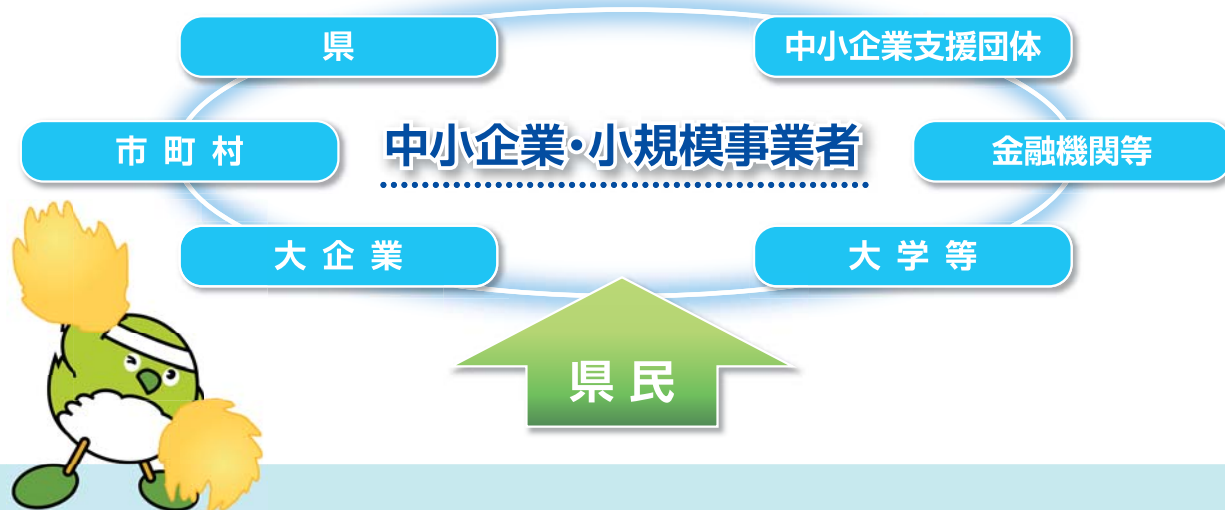 県
中小企業支援団体
市町村
中小企業・小規模事業者
金融機関等
大企業
大学等
県民